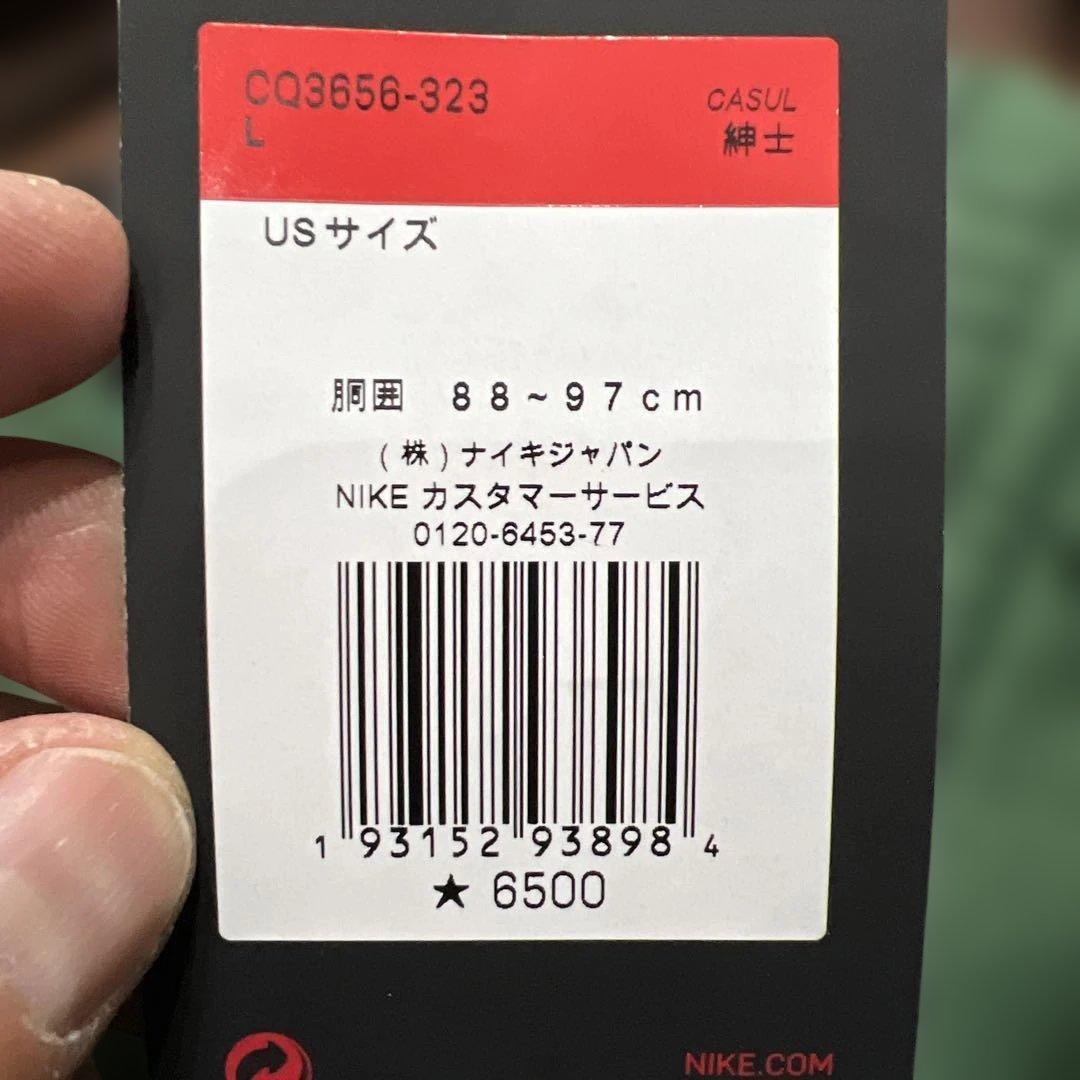 CQ3656-323
L
CASUL
紳士
USサイズ
胴囲 88~97cm
(株)ナイキジャパン
NIKE カスタマーサービス
0120-6453-77
1 93152 93898 4
★ 6500
NIKE.COM